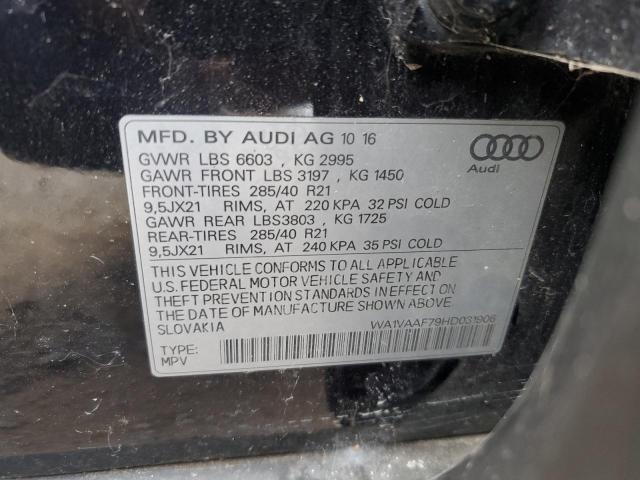 MFD. BY AUDI AG 10 16
Audi
GVWR LBS 6603 , KG 2995
GAWR FRONT LBS 3197 , KG 1450
FRONT-TIRES 285/40 R21
9,5JX21 RIMS, AT 220 KPA 32 PSI COLD
GAWR REAR LBS3803 , KG 1725
REAR-TIRES 285/40 R21
9,5JX21 RIMS, AT 240 KPA 35 PSI COLD
THIS VEHICLE CONFORMS TO ALL APPLICABLE
U.S. FEDERAL MOTOR VEHICLE SAFETY AND
THEFT PREVENTION STANDARDS IN EFFECT ON
THE DATE OF MANUFACTURE SHOWN ABOVE.
SLOVAKIA
WA1VAAF79HD031906
TYPE:
MPV